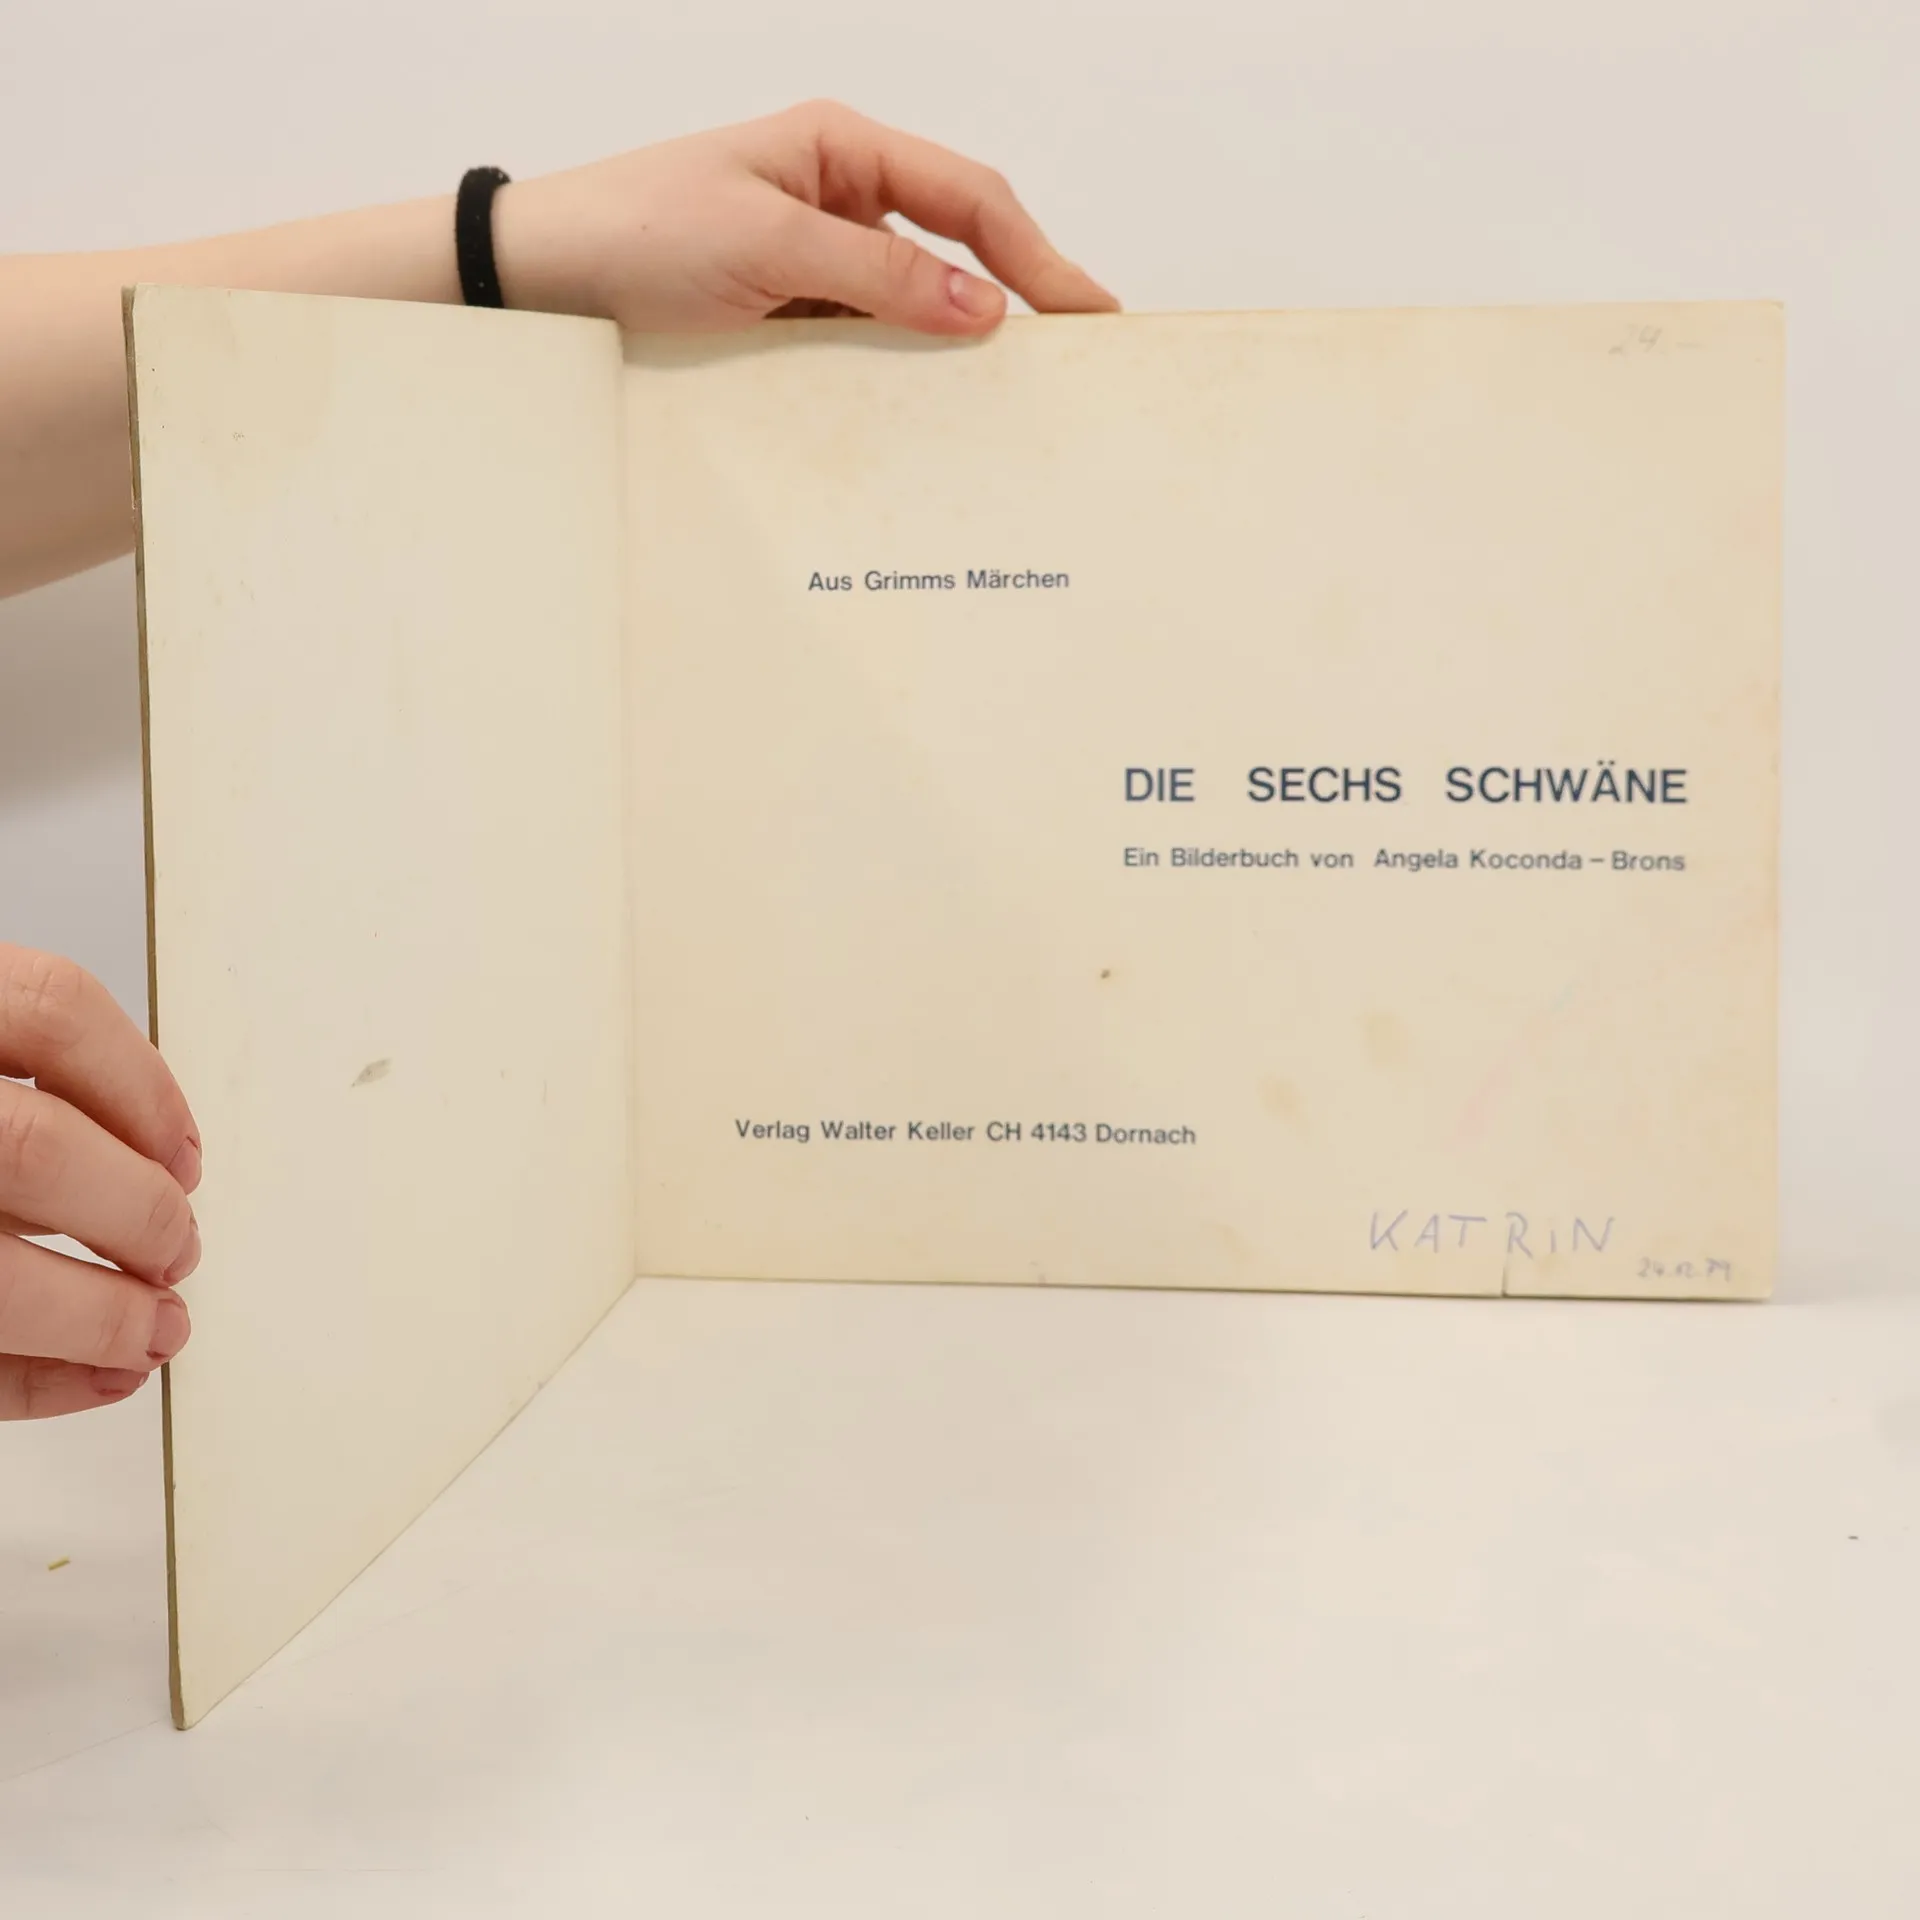 24.–
Aus Grimms Märchen
DIE SECHS SCHWÄNE
Ein Bilderbuch von Angela Koconda – Brons
Verlag Walter Keller CH 4143 Dornach
KATRiN
24.12.79